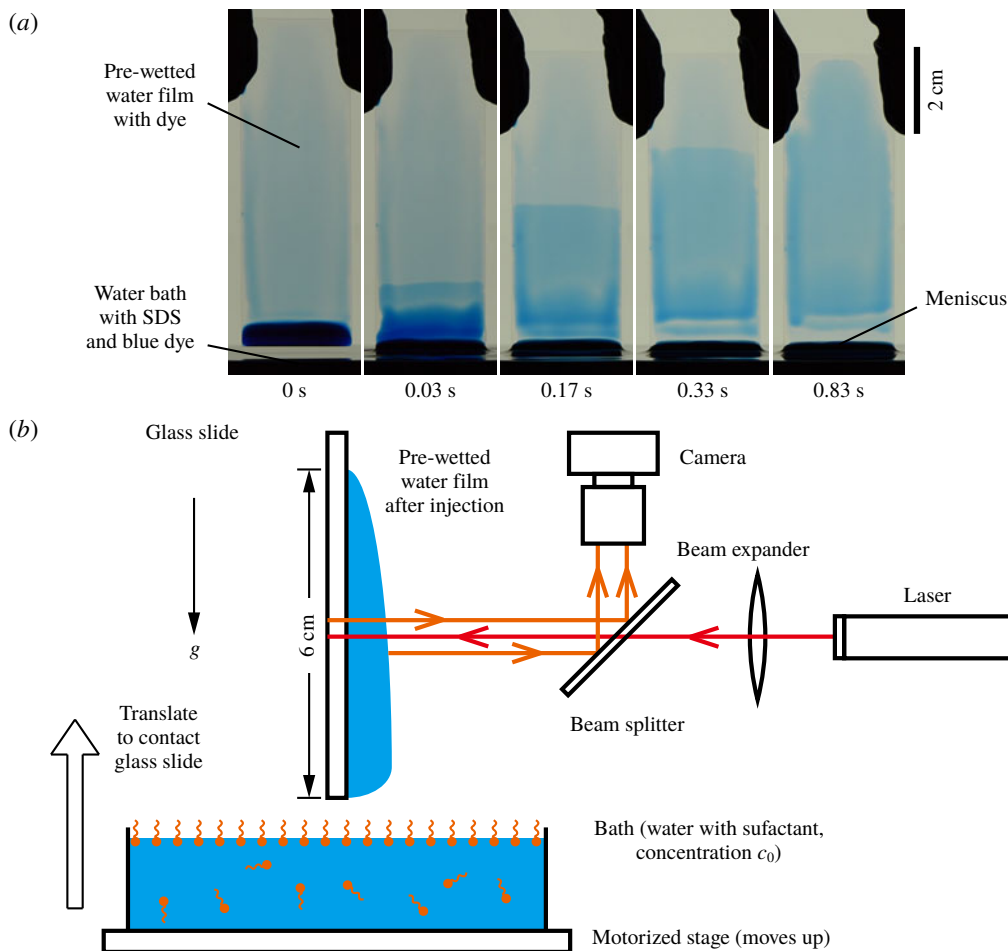 (a)
Pre-wetted
water film
with dye
2 cm
Water bath
with SDS
and blue dye
Meniscus
0 s
0.03 s
0.17 s
0.33 s
0.83 s
(b)
Glass slide
Pre-wetted
water film
after injection
Camera
Beam expander
Laser
6 cm
g
Beam splitter
Translate
to contact
glass slide
Bath (water with sufactant,
concentration c0)
Motorized stage (moves up)